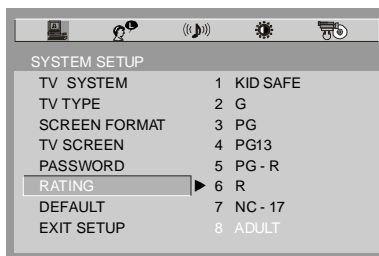 SYSTEM SETUP
TV SYSTEM 1 KID SAFE
TV TYPE 2 G
SCREEN FORMAT 3 PG
TV SCREEN 4 PG13
PASSWORD 5 PG - R
RATING 6 R
DEFAULT 7 NC - 17
EXIT SETUP 8 ADULT